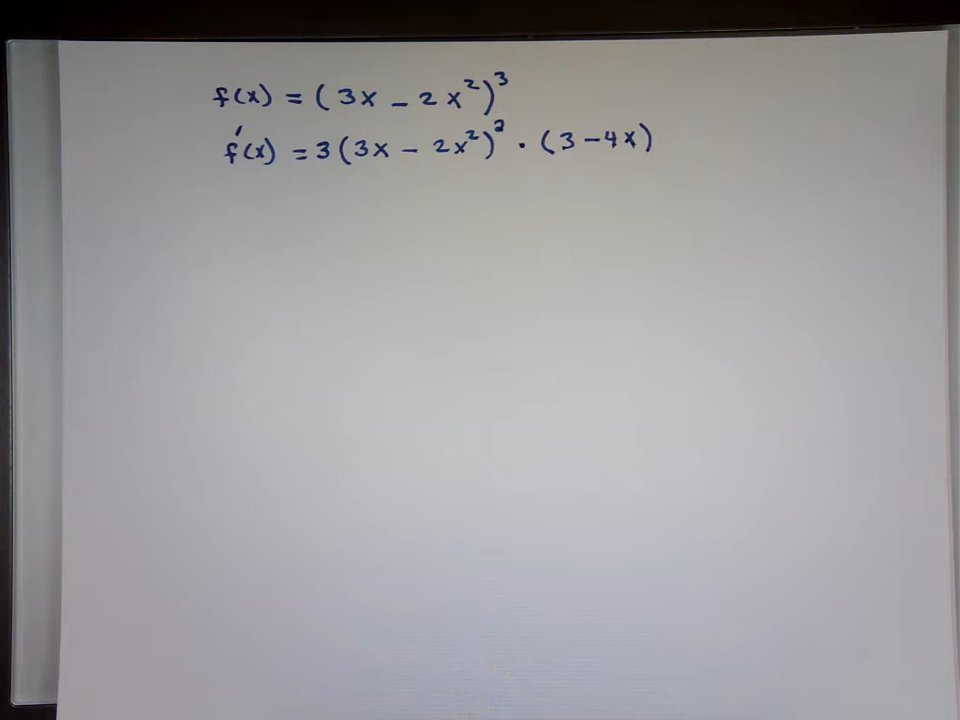 f(x) = (3x - 2x²)³
f'(x) = 3(3x - 2x²)² · (3 - 4x)